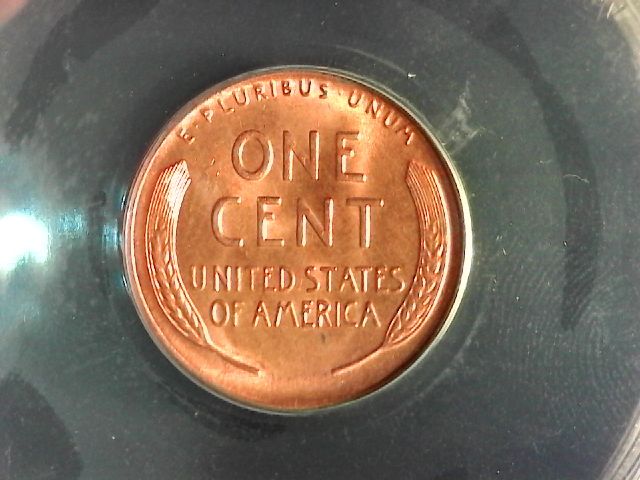 E·PLURIBUS·UNUM
ONE
CENT
UNITED STATES
OF AMERICA